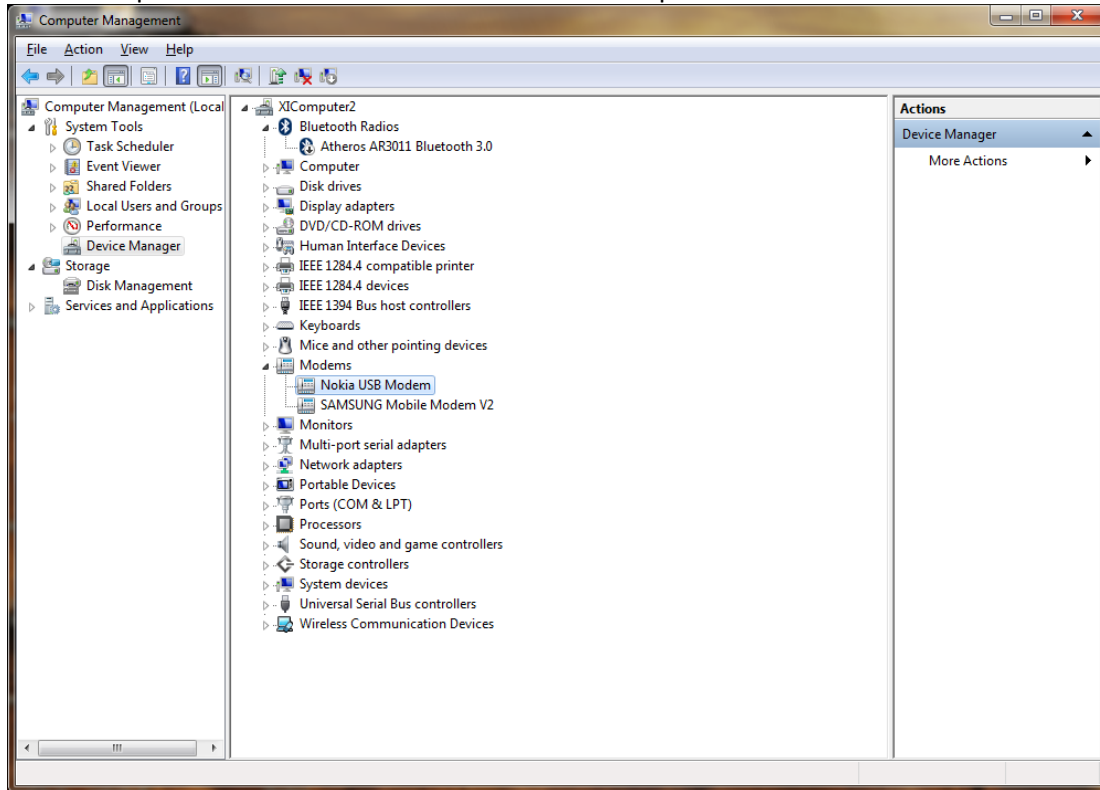 Computer Management
File Action View Help
Computer Management (Local
System Tools
Task Scheduler
Event Viewer
Shared Folders
Local Users and Groups
Performance
Device Manager
Storage
Disk Management
Services and Applications
XIComputer2
Bluetooth Radios
Atheros AR3011 Bluetooth 3.0
Computer
Disk drives
Display adapters
DVD/CD-ROM drives
Human Interface Devices
IEEE 1284.4 compatible printer
IEEE 1284.4 devices
IEEE 1394 Bus host controllers
Keyboards
Mice and other pointing devices
Modems
Nokia USB Modem
SAMSUNG Mobile Modem V2
Monitors
Multi-port serial adapters
Network adapters
Portable Devices
Ports (COM & LPT)
Processors
Sound, video and game controllers
Storage controllers
System devices
Universal Serial Bus controllers
Wireless Communication Devices
Actions
Device Manager
More Actions